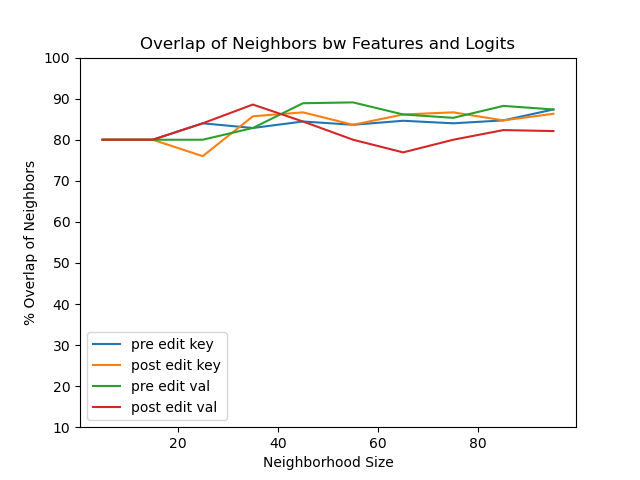 Overlap of Neighbors bw Features and Logits
100
90
80
70
60
50
40
30
20
10
% Overlap of Neighbors
pre edit key
post edit key
pre edit val
post edit val
20 40 60 80
Neighborhood Size